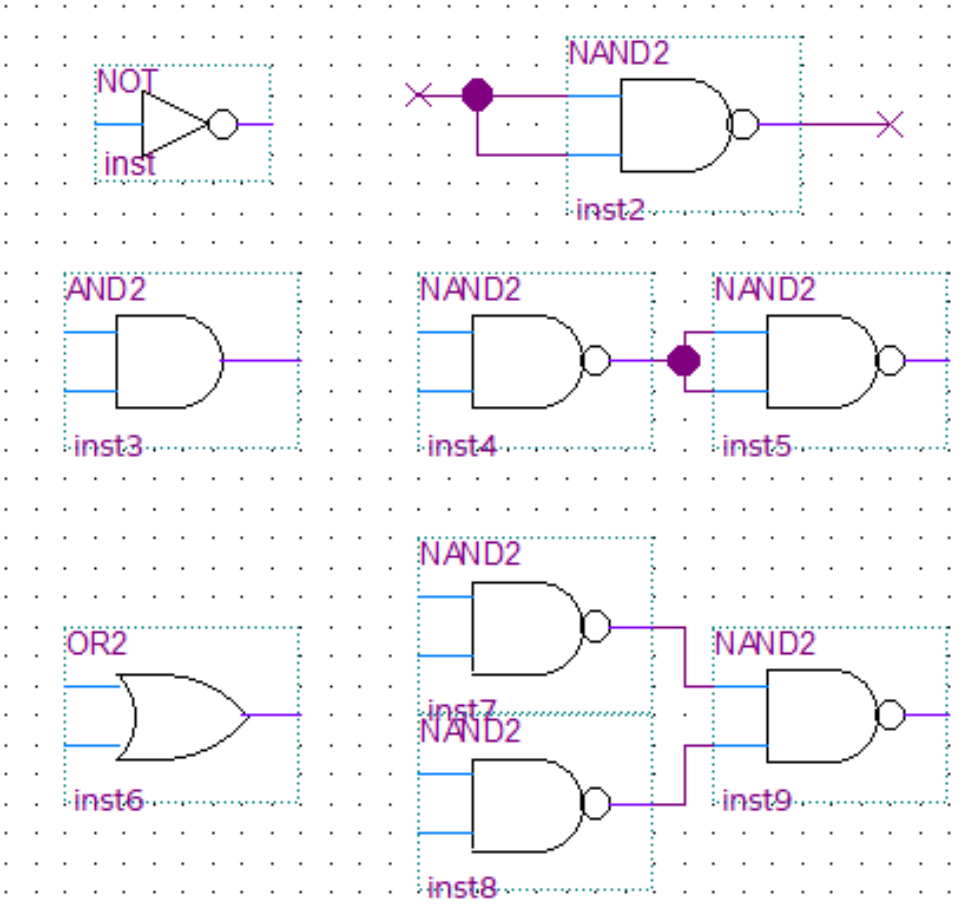 NOT
inst
NAND2
inst2
AND2
inst3
NAND2
inst4
NAND2
inst5
OR2
inst6
NAND2
inst7
NAND2
inst8
NAND2
inst9